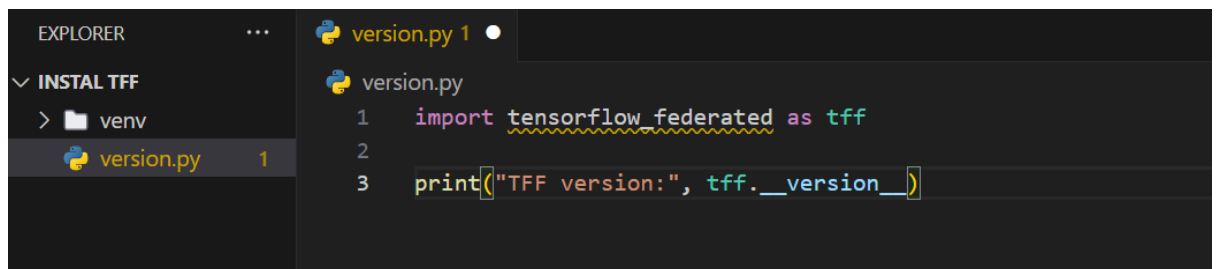 EXPLORER ...
version.py 1
INSTAL TFF
version.py
venv
1 import tensorflow_federated as tff
version.py 1
2
3 print("TFF version:", tff.__version__)